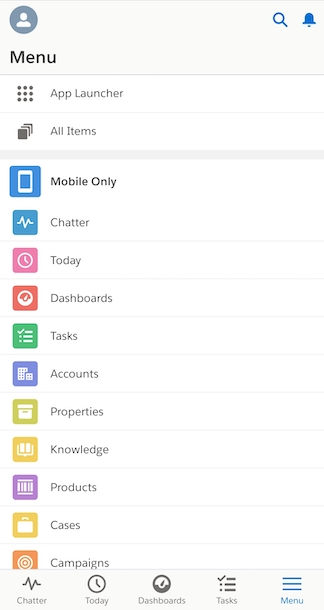 Menu
App Launcher
All Items
Mobile Only
Chatter
Today
Dashboards
Tasks
Accounts
Properties
Knowledge
Products
Cases
Campaigns
Chatter Today Dashboards Tasks Menu